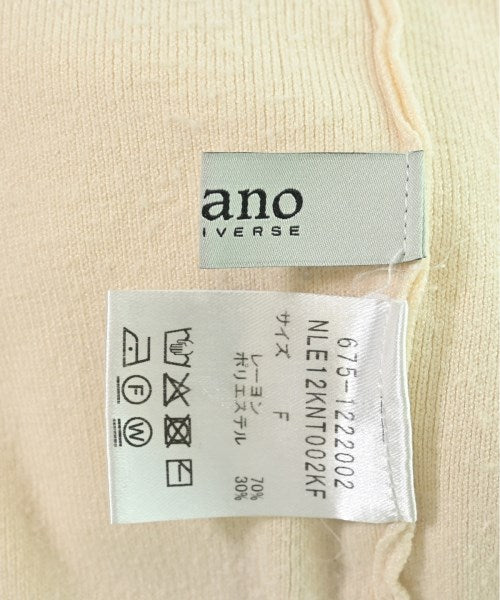 ano
IVERSE
675-1222002
NLE12KNT002KF
サイズ F
レーヨン 70%
ポリエステル 30%
F
W